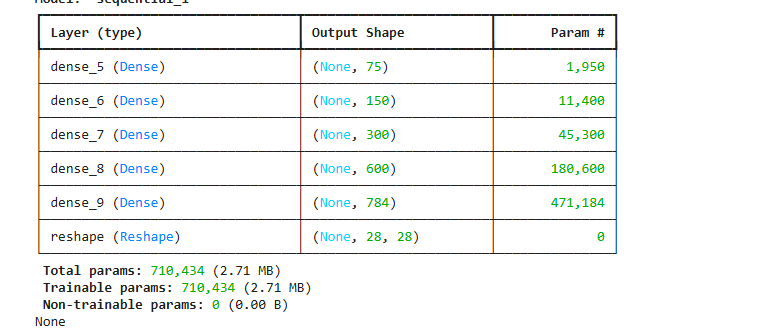 Model: "sequential_1"
Layer (type) Output Shape Param #
dense_5 (Dense) (None, 75) 1,950
dense_6 (Dense) (None, 150) 11,400
dense_7 (Dense) (None, 300) 45,300
dense_8 (Dense) (None, 600) 180,600
dense_9 (Dense) (None, 784) 471,184
reshape (Reshape) (None, 28, 28) 0
Total params: 710,434 (2.71 MB)
Trainable params: 710,434 (2.71 MB)
Non-trainable params: 0 (0.00 B)
None